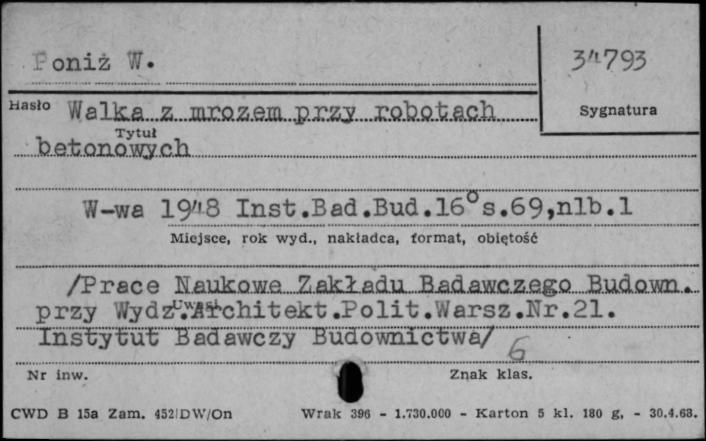 Poniż W.
34793
Hasło Walka z mrozem przy robotach
Sygnatura
Tytuł
betonowych
W-wa 1948 Inst.Bad.Bud.16° s.69,nlb.1
Miejsce, rok wyd., nakładca, format, objętość
/Prace Naukowe Zakładu Badawczego Budown.
Uwagi
przy Wydz.Architekt.Polit.Warsz.Nr.21.
Instytut Badawczy Budownictwa/
6
Nr inw.
Znak klas.
CWD B 15a Zam. 452/DW/On Wrak 396 - 1.730.000 - Karton 5 kl. 180 g, - 30.4.63.